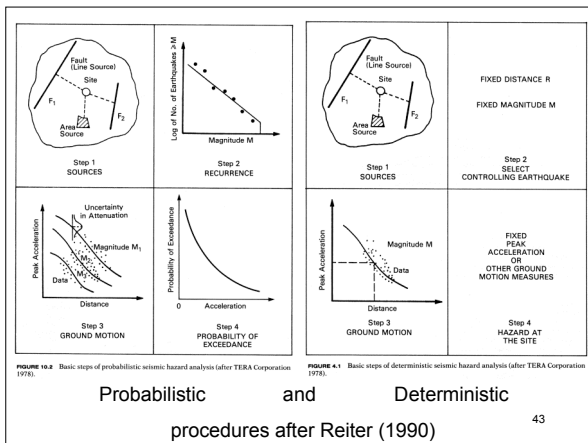 Fault
(Line Source)
Site
F₁
F₂
Area
Source
Step 1
SOURCES
Log of No. of Earthquakes ≥ M
Magnitude M
Step 2
RECURRENCE
Uncertainty
in Attenuation
Magnitude M₁
M₂
M₃
Data
Peak Acceleration
Distance
Step 3
GROUND MOTION
Probability of Exceedance
0
Acceleration
Step 4
PROBABILITY OF
EXCEEDANCE
FIGURE 10.2 Basic steps of probabilistic seismic hazard analysis (after TERA Corporation
1978).
Fault
(Line Source)
Site
F₁
F₂
Area
Source
Step 1
SOURCES
FIXED DISTANCE R
FIXED MAGNITUDE M
Step 2
SELECT
CONTROLLING EARTHQUAKE
Peak Acceleration
Magnitude M
Data
Distance
Step 3
GROUND MOTION
FIXED
PEAK
ACCELERATION
OR
OTHER GROUND
MOTION MEASURES
Step 4
HAZARD AT
THE SITE
FIGURE 4.1 Basic steps of deterministic seismic hazard analysis (after TERA Corporation
1978).
Probabilistic and Deterministic
procedures after Reiter (1990)
43